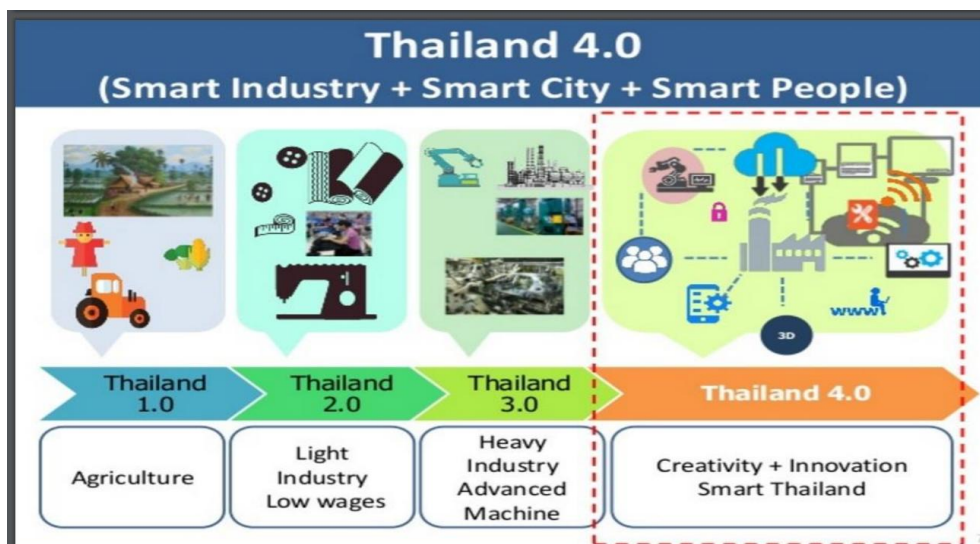 Thailand 4.0
(Smart Industry + Smart City + Smart People)
3D
www
Thailand
1.0
Thailand
2.0
Thailand
3.0
Thailand 4.0
Agriculture
Light
Industry
Low wages
Heavy
Industry
Advanced
Machine
Creativity + Innovation
Smart Thailand